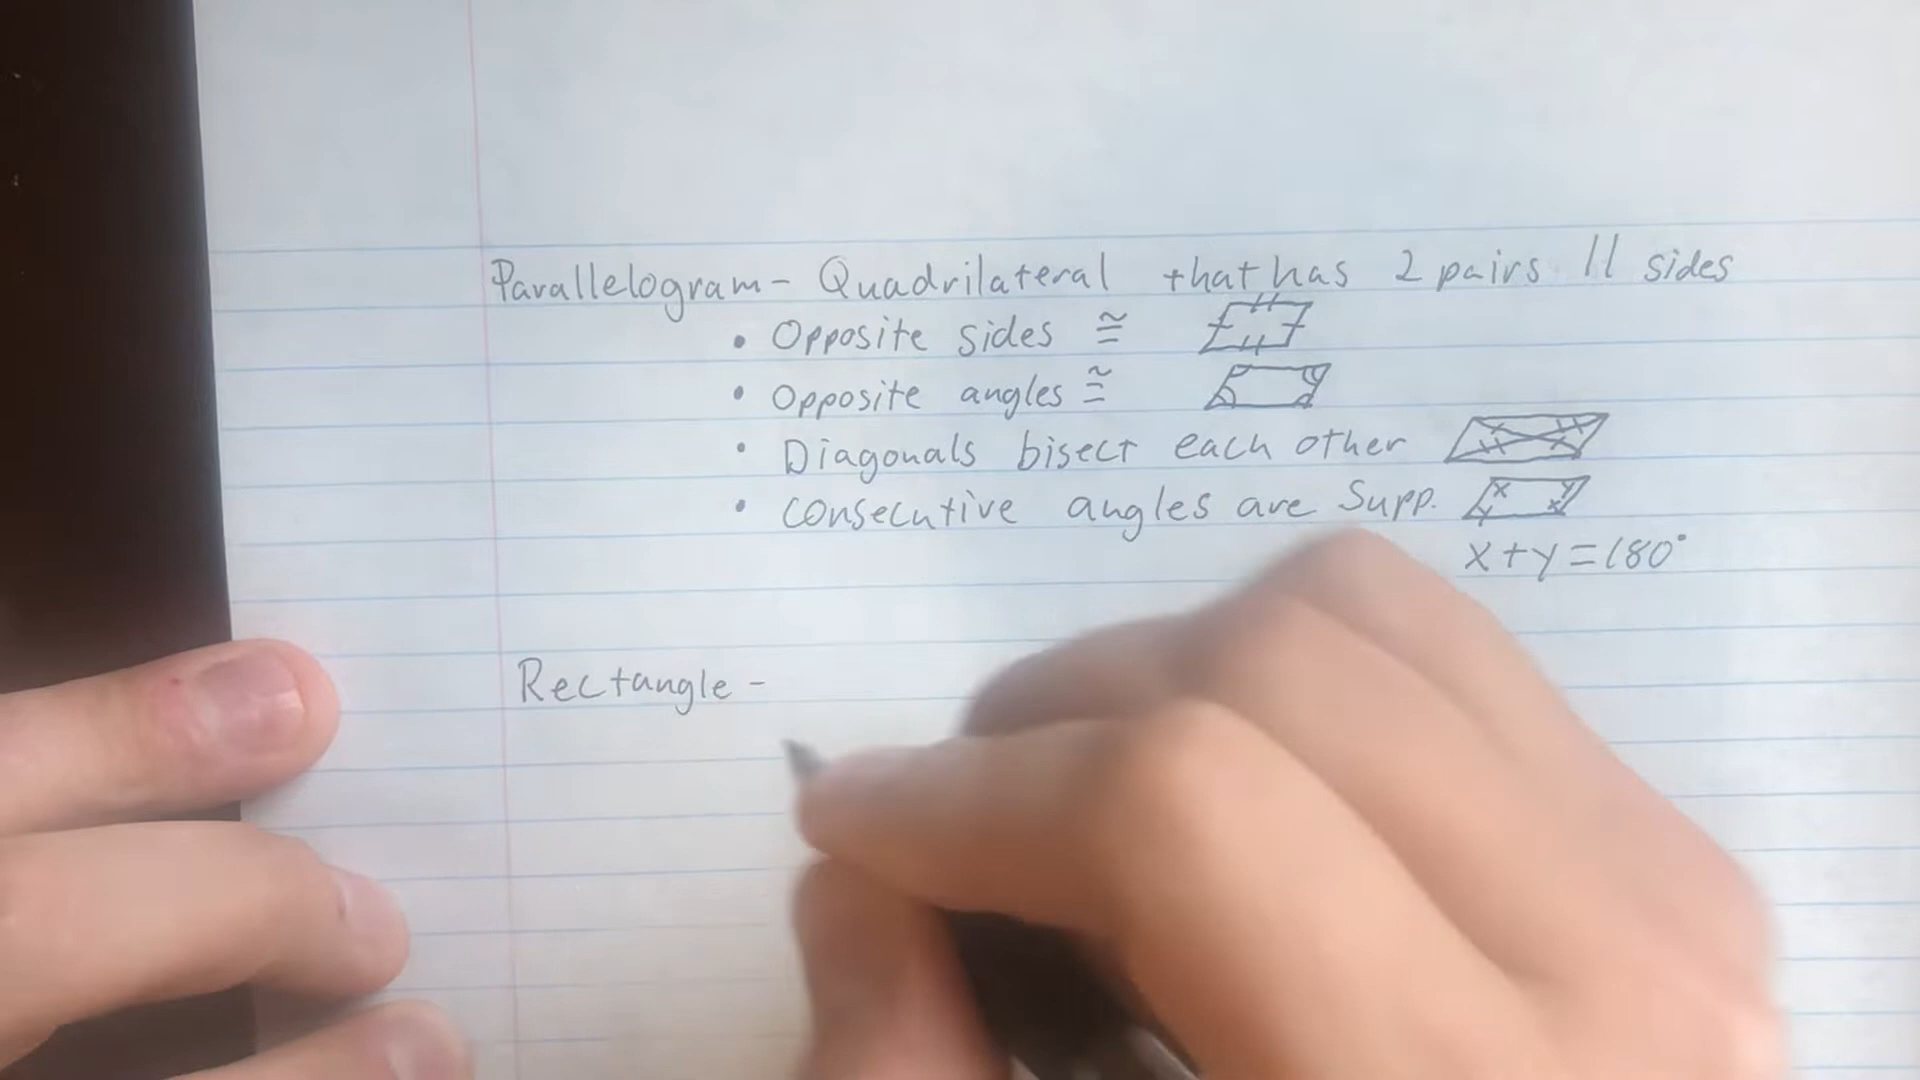 Parallelogram - Quadrilateral that has 2 pairs || sides
• Opposite sides ≅
• Opposite angles ≅
• Diagonals bisect each other
• consecutive angles are Supp. x y y x
x+y=180°
Rectangle -